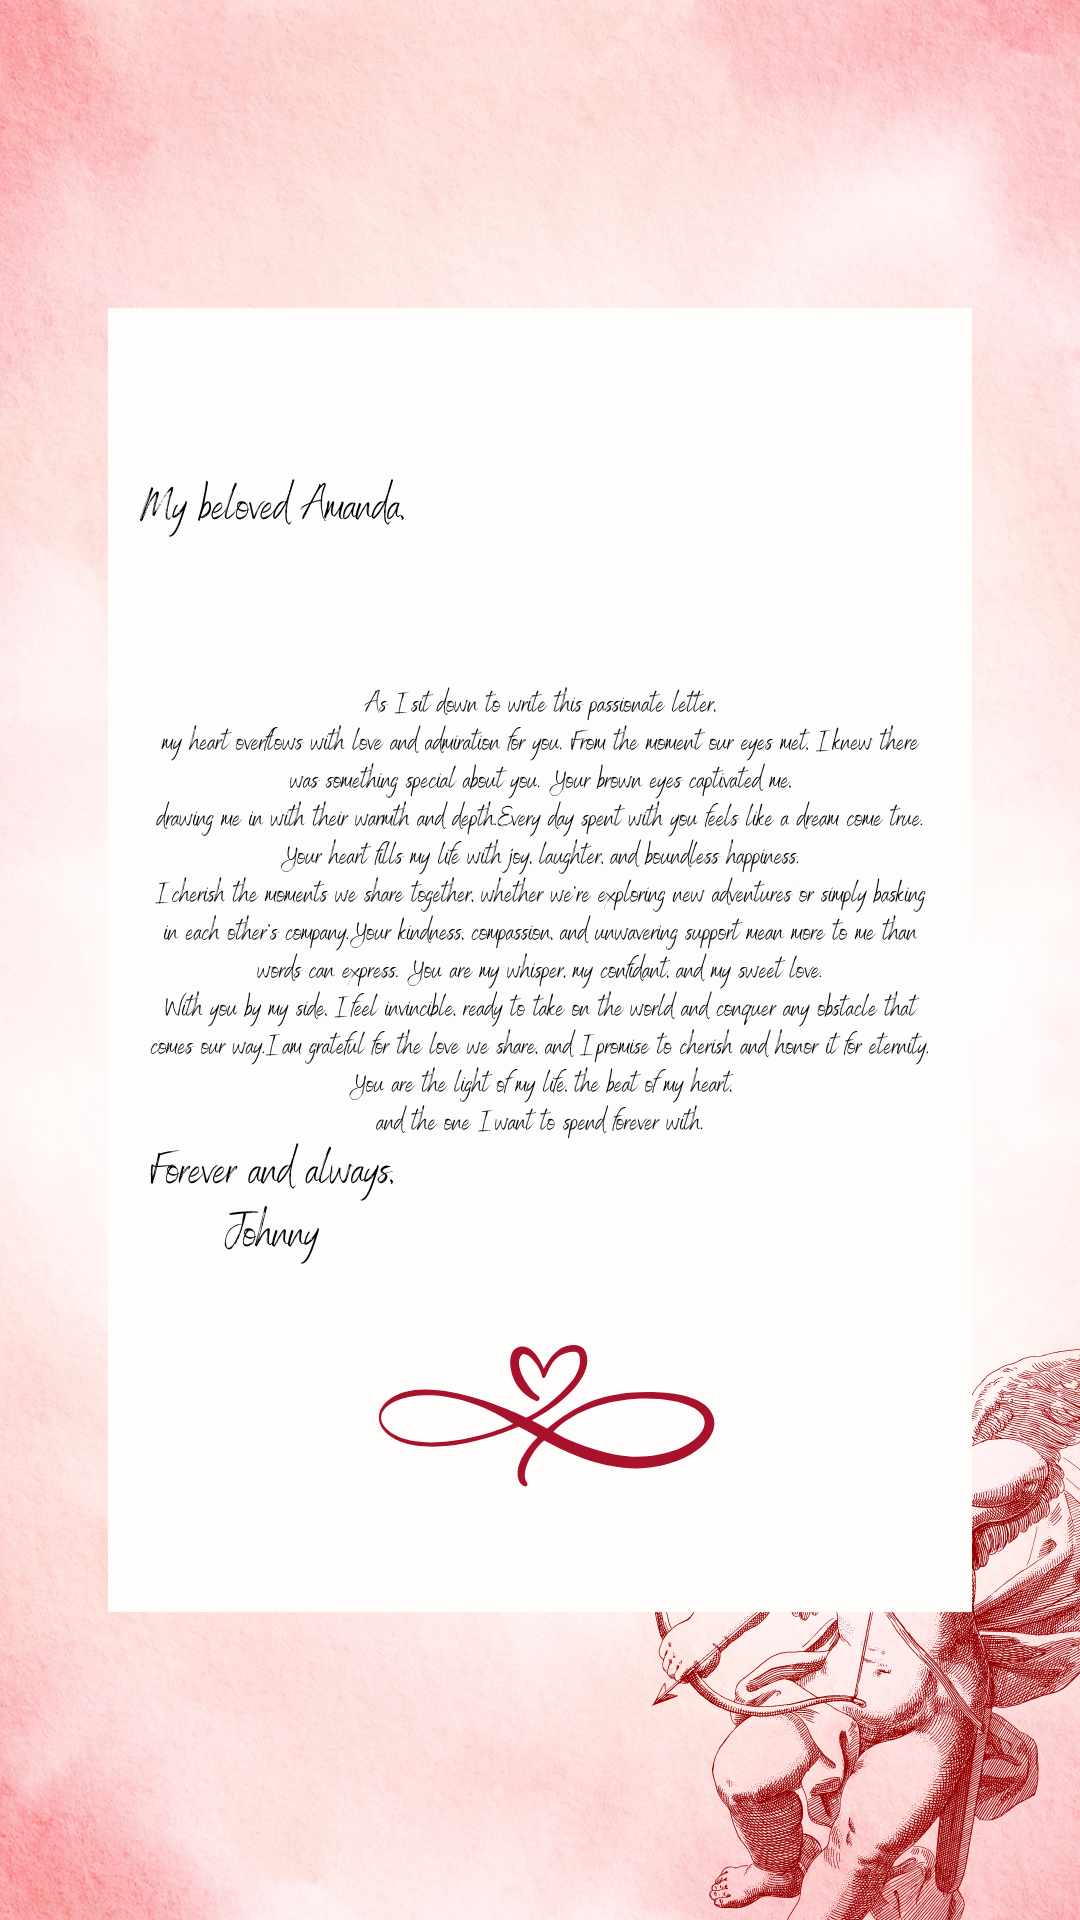 My beloved Amanda,
As I sit down to write this passionate letter,
my heart overflows with love and admiration for you. From the moment our eyes met, I knew there
was something special about you. Your brown eyes captivated me,
drawing me in with their warmth and depth.Every day spent with you feels like a dream come true.
Your heart fills my life with joy, laughter, and boundless happiness.
I cherish the moments we share together, whether we're exploring new adventures or simply basking
in each other's company.Your kindness, compassion, and unwavering support mean more to me than
words can express. You are my whisper, my confidant, and my sweet love.
With you by my side, I feel invincible, ready to take on the world and conquer any obstacle that
comes our way.I am grateful for the love we share, and I promise to cherish and honor it for eternity.
You are the light of my life, the beat of my heart,
and the one I want to spend forever with.
Forever and always,
Johnny